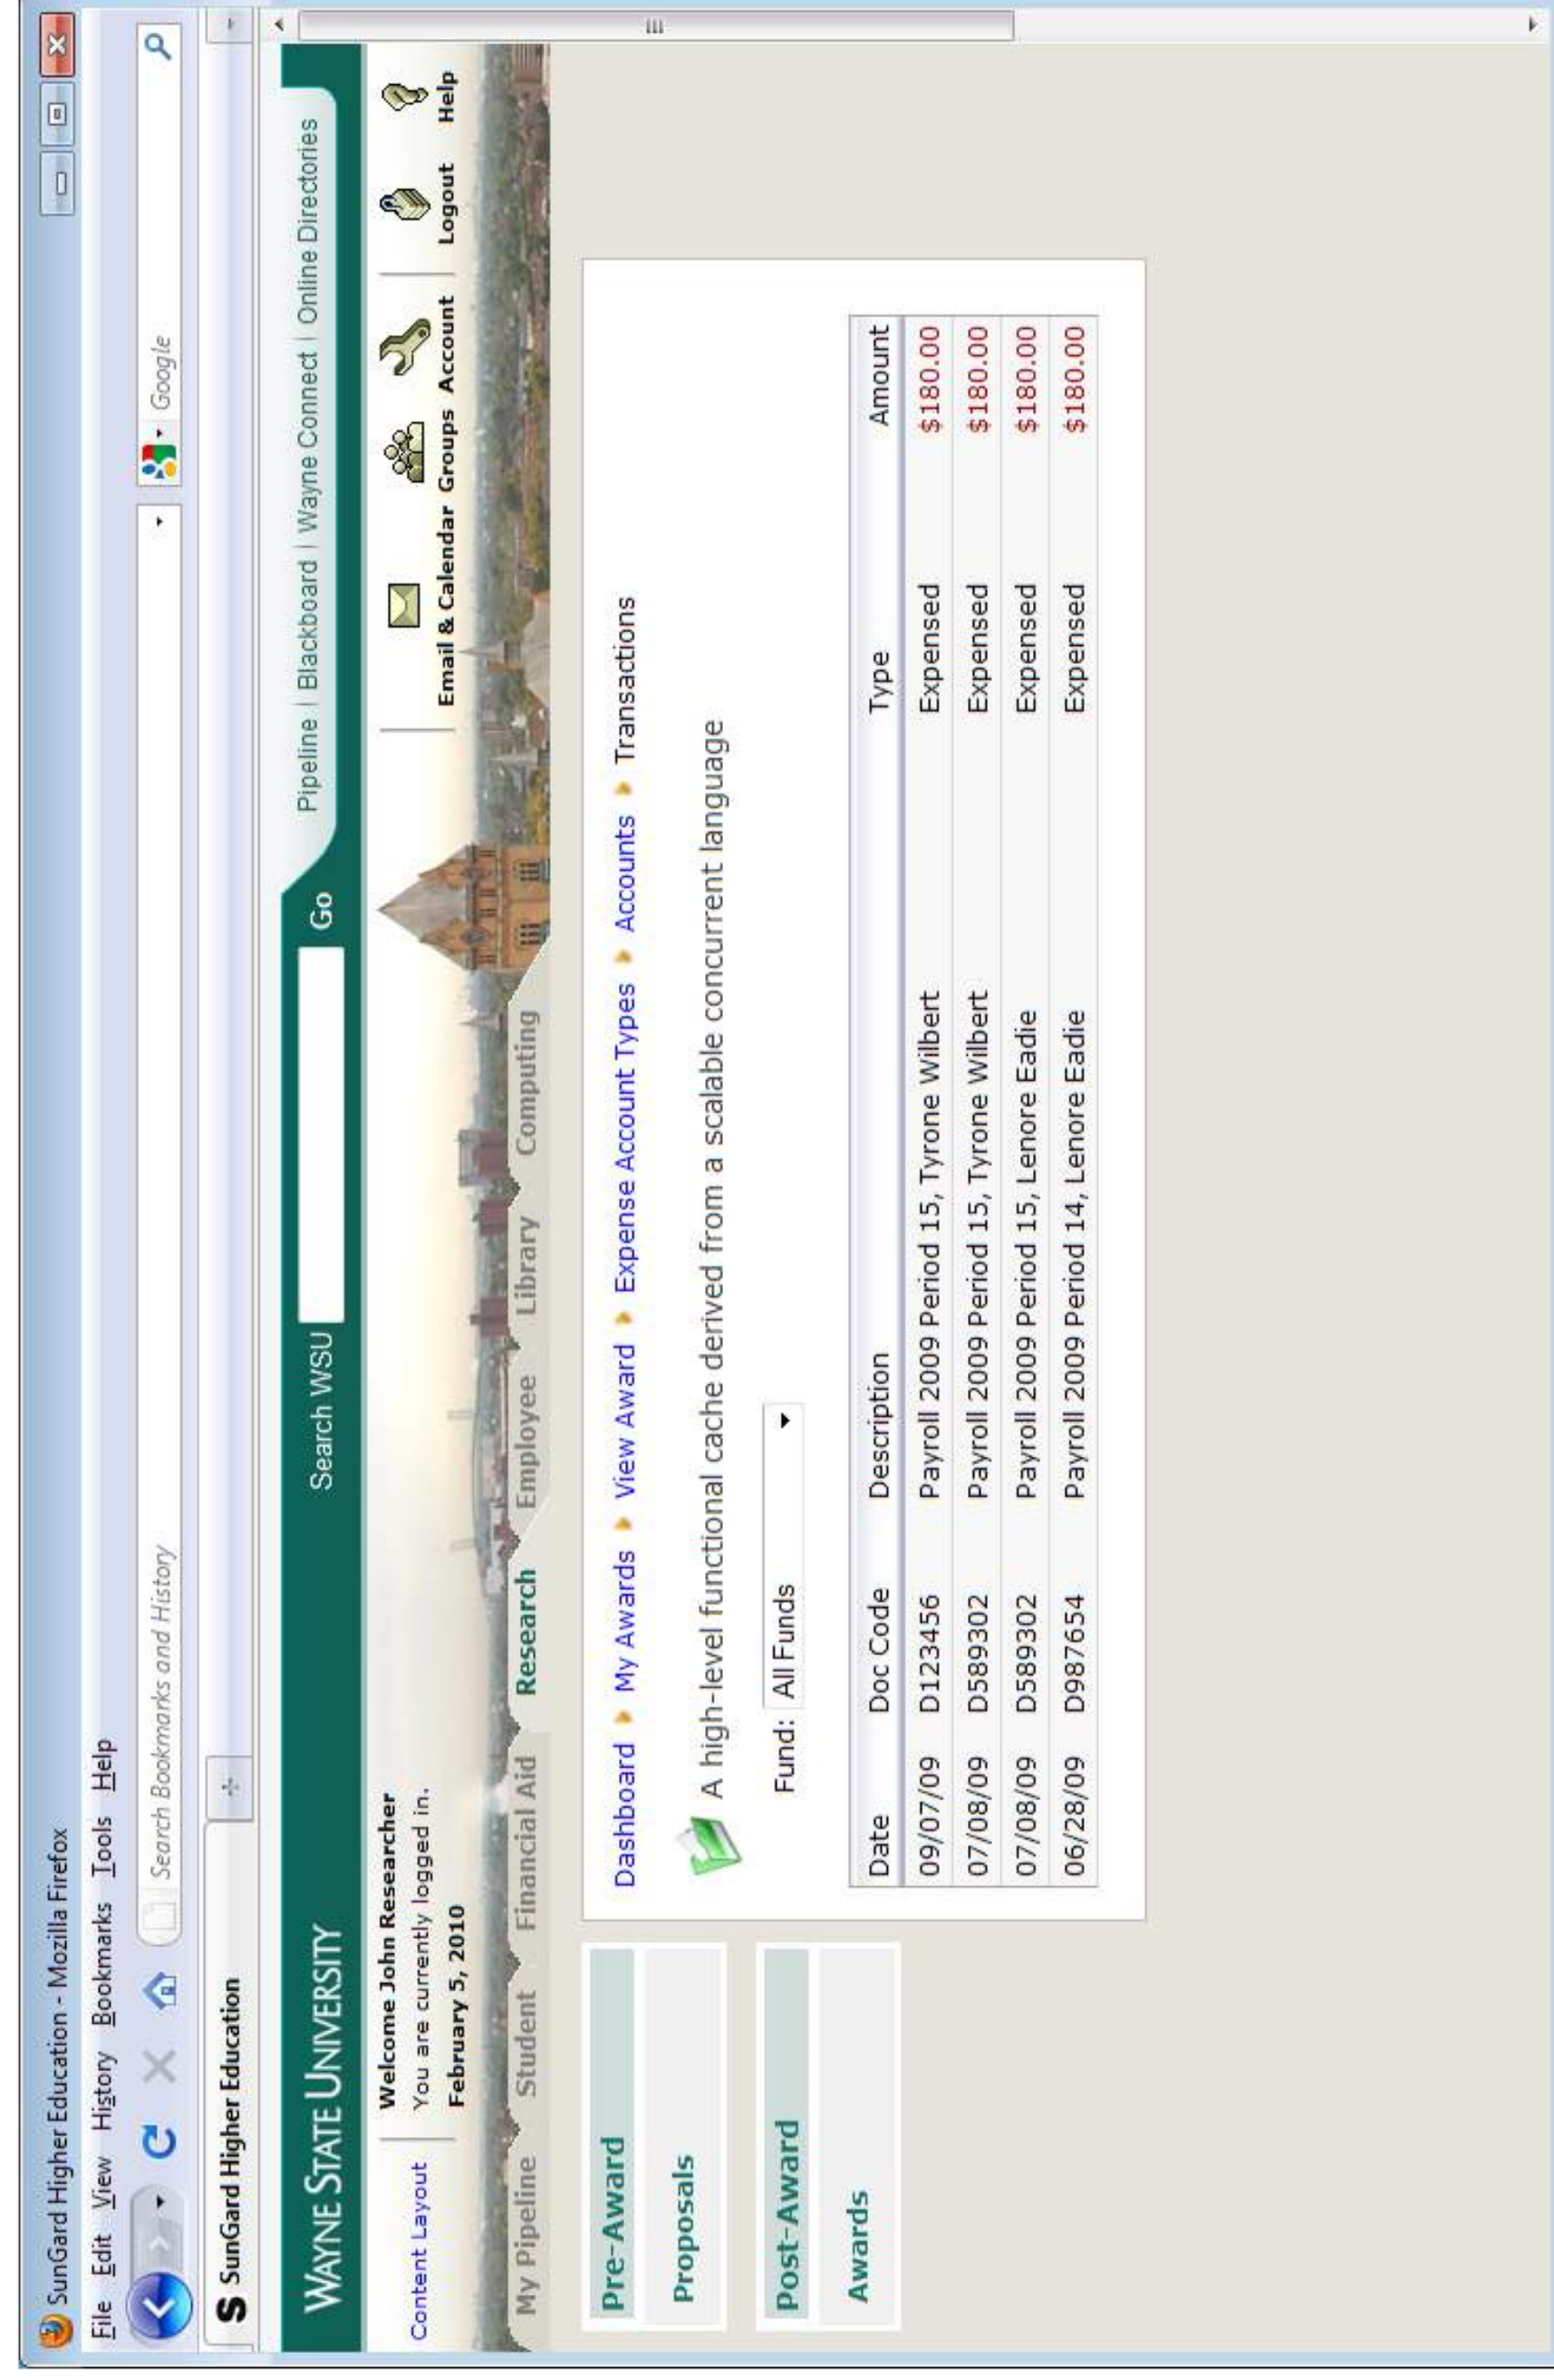 SunGard Higher Education - Mozilla Firefox
File Edit View History Bookmarks Tools Help
Search Bookmarks and History Google
SunGard Higher Education
WAYNE STATE UNIVERSITY Search WSU Go Pipeline | Blackboard | Wayne Connect | Online Directories
Content Layout
Welcome John Researcher
You are currently logged in.
February 5, 2010
Email & Calendar Groups Account Logout Help
My Pipeline Student Financial Aid Research Employee Library Computing
Pre-Award
Proposals
Post-Award
Awards
Dashboard My Awards View Award Expense Account Types Accounts Transactions
A high-level functional cache derived from a scalable concurrent language
Fund: All Funds
Date Doc Code Description Type Amount
09/07/09 D123456 Payroll 2009 Period 15, Tyrone Wilbert Expensed $180.00
07/08/09 D589302 Payroll 2009 Period 15, Tyrone Wilbert Expensed $180.00
07/08/09 D589302 Payroll 2009 Period 15, Lenore Eadie Expensed $180.00
06/28/09 D987654 Payroll 2009 Period 14, Lenore Eadie Expensed $180.00